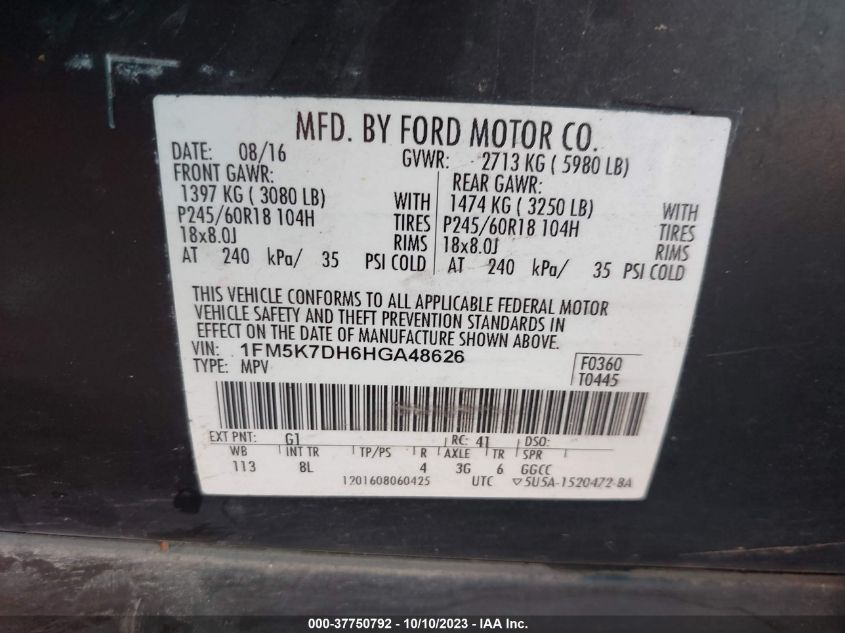 MFD. BY FORD MOTOR CO.
DATE: 08/16 GVWR: 2713 KG ( 5980 LB)
FRONT GAWR: REAR GAWR:
1397 KG ( 3080 LB) WITH 1474 KG ( 3250 LB) WITH
P245/60R18 104H TIRES P245/60R18 104H TIRES
18x8.0J RIMS 18x8.0J RIMS
AT 240 kPa/ 35 PSI COLD AT 240 kPa/ 35 PSI COLD
THIS VEHICLE CONFORMS TO ALL APPLICABLE FEDERAL MOTOR
VEHICLE SAFETY AND THEFT PREVENTION STANDARDS IN
EFFECT ON THE DATE OF MANUFACTURE SHOWN ABOVE.
VIN: 1FM5K7DH6HGA48626 F0360
TYPE: MPV T0445
EXT PNT: G1 RC: 41 DSO:
WB INT TR TP/PS R AXLE TR SPR
113 8L 4 3G 6 GGCC
1201608060425 UTC ▽5U5A-1520472-BA
000-37750792 - 10/10/2023 - IAA Inc.